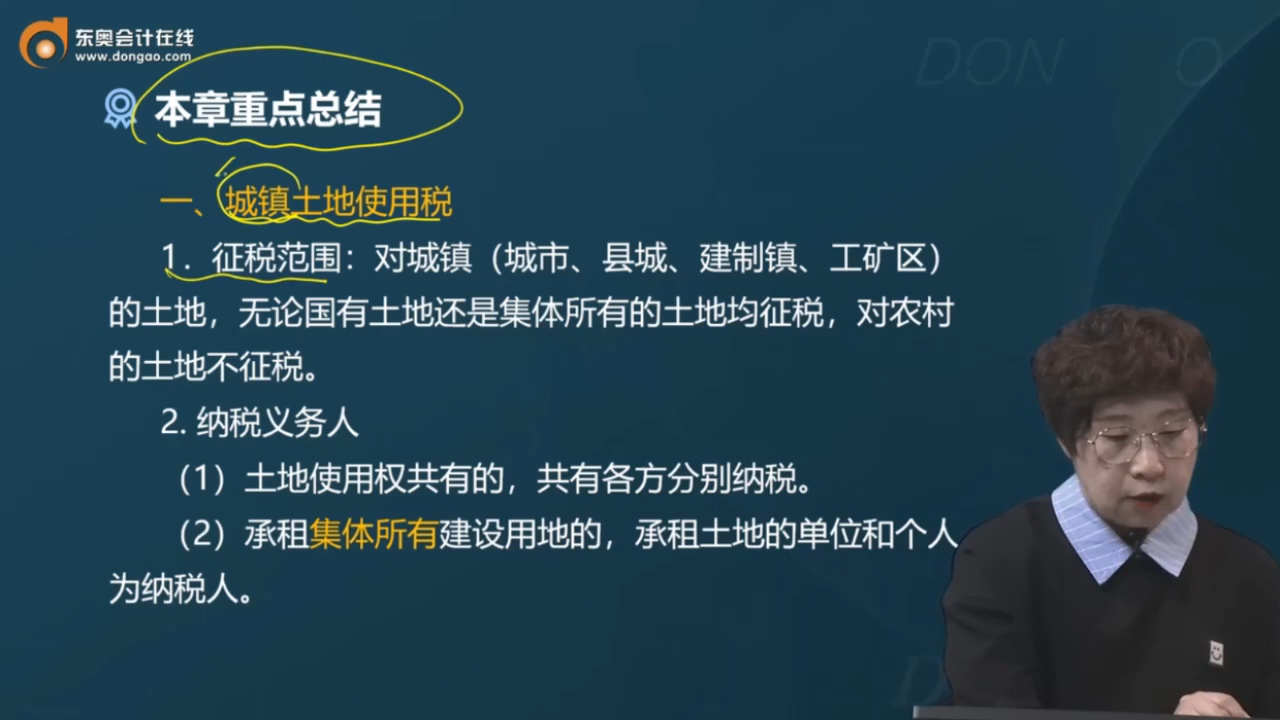 东奥会计在线
www.dongao.com
DON O
本章重点总结
一、城镇土地使用税
1．征税范围：对城镇（城市、县城、建制镇、工矿区）
的土地，无论国有土地还是集体所有的土地均征税，对农村
的土地不征税。
2. 纳税义务人
（1）土地使用权共有的，共有各方分别纳税。
（2）承租集体所有建设用地的，承租土地的单位和个人
为纳税人。
D